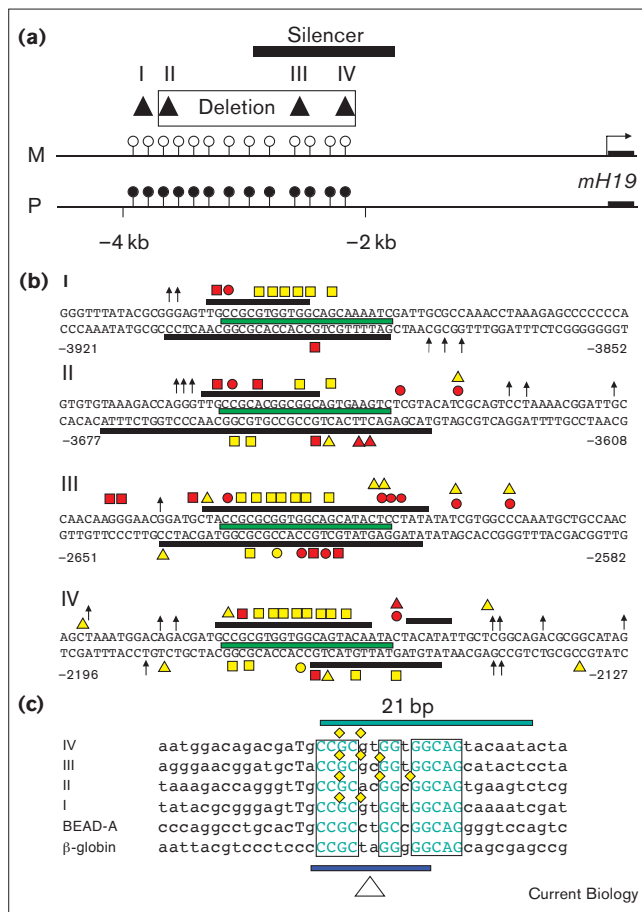 (a)
Silencer
I II III IV
Deletion
M
mH19
P
−4 kb −2 kb
(b) I
GGGTTTATACGCGGGAGTTGCCGCGTGGTGGCAGCAAAATCGATTGCGCCAAACCTAAAGAGCCCCCCA
CCCAAATATGCGCCCTCAACGGCGCACCACCGTCGTTTTAGCTAACGCGGTTTGGATTTCTCGGGGGGGT
−3921 −3852
II
GTGTGTAAAGACCAGGGTTGCCGCACGGCGGCAGTGAAGTCTCGTACATCGCAGTCCTAAAACGGATTGC
CACACATTTCTGGTCCCAACGGCGTGCCGCCGTCACTTCAGAGCATGTAGCGTCAGGATTTTGCCTAACG
−3677 −3608
III
CAACAAGGGAACGGATGCTACCGCGCGGTGGCAGCATACTCCTATATATCGTGGCCCAAATGCTGCCAAC
GTTGTTCCCTTGCCTACGATGGCGCGCCACCGTCGTATGAGGATATATAGCACCGGGTTTACGACGGTTG
−2651 −2582
IV
AGCTAAATGGACAGACGATGCCGCGTGGTGGCAGTACAATACTACATATTGCTCGGCAGACGCGGCATAG
TCGATTTACCTGTCTGCTACGGCGCACCACCGTCATGTTATGATGTATAACGAGCCGTCTGCGCCGTATC
−2196 −2127
(c) 21 bp
IV aatggacagacgatgCCGCgtGGtGGCAGtacaatacta
III agggaacggatgctaCCGCgcGGtGGCAGcatactccta
II taaagaccagggttgCCGCacGGcGGCAGtgaagtctcg
I tatacgcgggagttgCCGCgtGGtGGCAGcaaaatcgat
BEAD-A cccaggcctgcactgCCGCctGCcGGCAGgggtccagtc
β-globin aattacgtccctcccCCGCtaGGgGGCAGcagcgagccg
Current Biology